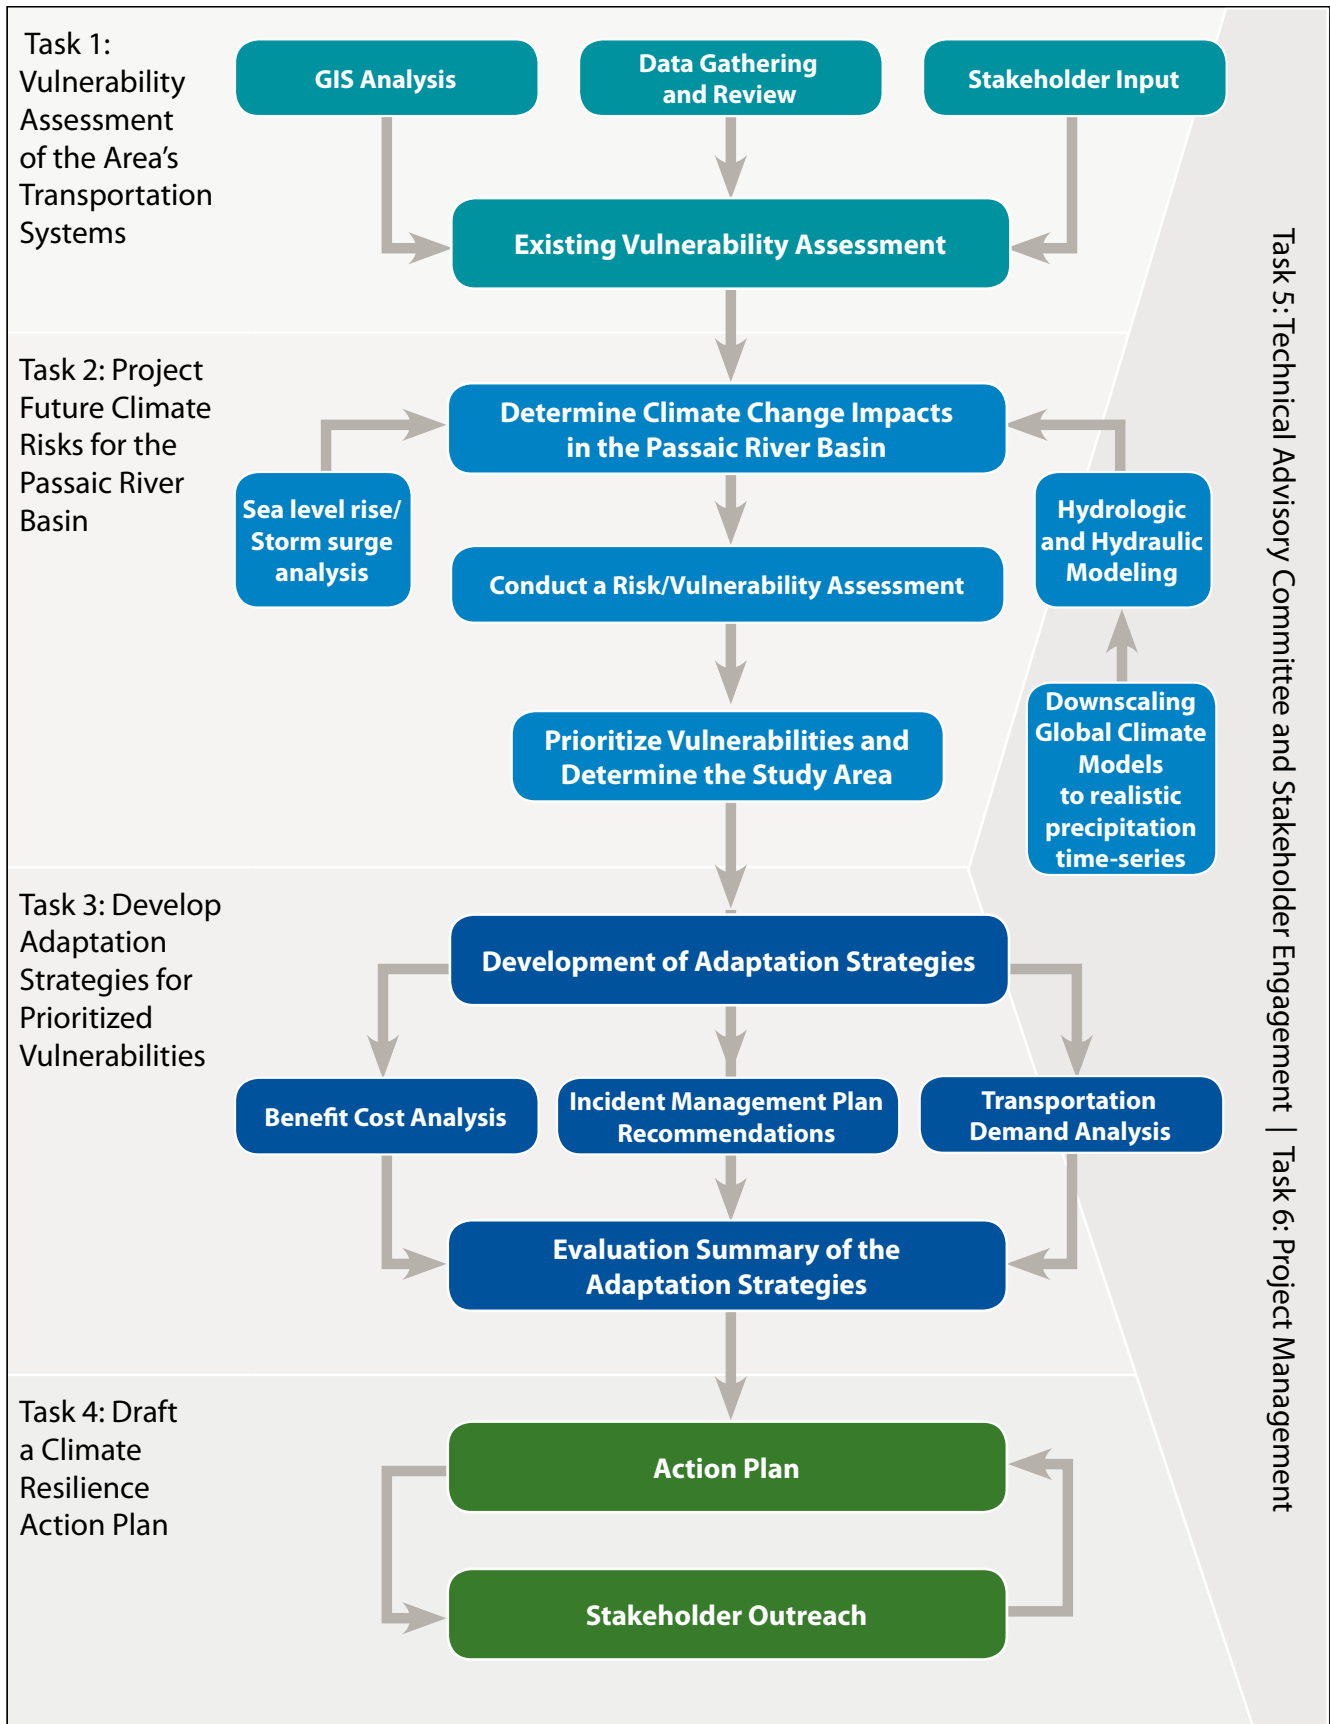 Task 1:
Vulnerability
Assessment
of the Area’s
Transportation
Systems
GIS Analysis
Data Gathering
and Review
Stakeholder Input
Existing Vulnerability Assessment
Task 2: Project
Future Climate
Risks for the
Passaic River
Basin
Determine Climate Change Impacts
in the Passaic River Basin
Sea level rise/
Storm surge
analysis
Hydrologic
and Hydraulic
Modeling
Conduct a Risk/Vulnerability Assessment
Downscaling
Global Climate
Models
to realistic
precipitation
time-series
Prioritize Vulnerabilities and
Determine the Study Area
Task 3: Develop
Adaptation
Strategies for
Prioritized
Vulnerabilities
Development of Adaptation Strategies
Benefit Cost Analysis
Incident Management Plan
Recommendations
Transportation
Demand Analysis
Evaluation Summary of the
Adaptation Strategies
Task 4: Draft
a Climate
Resilience
Action Plan
Action Plan
Stakeholder Outreach
Task 5: Technical Advisory Committee and Stakeholder Engagement | Task 6: Project Management